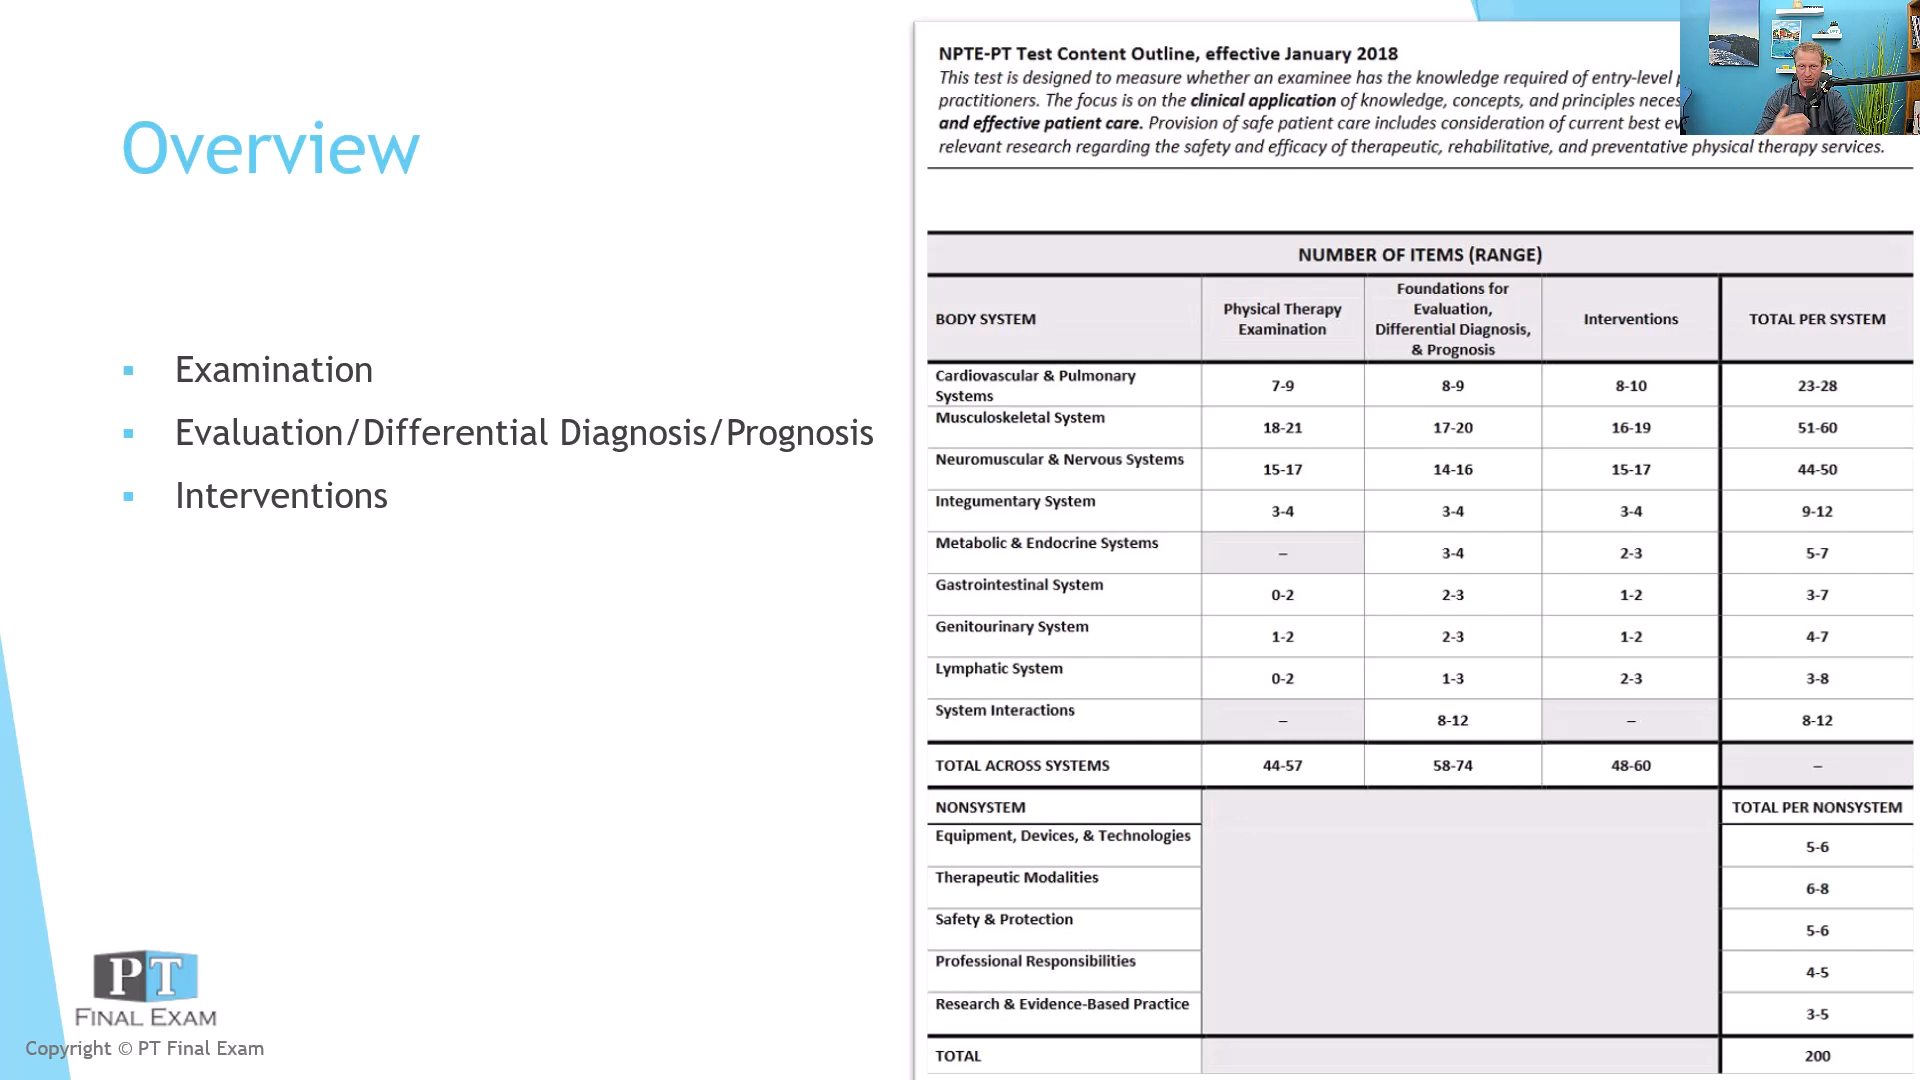 Overview
▪ Examination
▪ Evaluation/Differential Diagnosis/Prognosis
▪ Interventions
PT
FINAL EXAM
Copyright © PT Final Exam
NPTE-PT Test Content Outline, effective January 2018
This test is designed to measure whether an examinee has the knowledge required of entry-level
practitioners. The focus is on the clinical application of knowledge, concepts, and principles
and effective patient care. Provision of safe patient care includes consideration of current best
relevant research regarding the safety and efficacy of therapeutic, rehabilitative, and preventative physical therapy services.
NUMBER OF ITEMS (RANGE)
BODY SYSTEM
Physical Therapy
Examination
Foundations for
Evaluation,
Differential Diagnosis,
& Prognosis
Interventions
TOTAL PER SYSTEM
Cardiovascular & Pulmonary
Systems
7-9 8-9 8-10 23-28
Musculoskeletal System 18-21 17-20 16-19 51-60
Neuromuscular & Nervous Systems 15-17 14-16 15-17 44-50
Integumentary System 3-4 3-4 3-4 9-12
Metabolic & Endocrine Systems – 3-4 2-3 5-7
Gastrointestinal System 0-2 2-3 1-2 3-7
Genitourinary System 1-2 2-3 1-2 4-7
Lymphatic System 0-2 1-3 2-3 3-8
System Interactions – 8-12 – 8-12
TOTAL ACROSS SYSTEMS 44-57 58-74 48-60 –
NONSYSTEM TOTAL PER NONSYSTEM
Equipment, Devices, & Technologies 5-6
Therapeutic Modalities 6-8
Safety & Protection 5-6
Professional Responsibilities 4-5
Research & Evidence-Based Practice 3-5
TOTAL 200